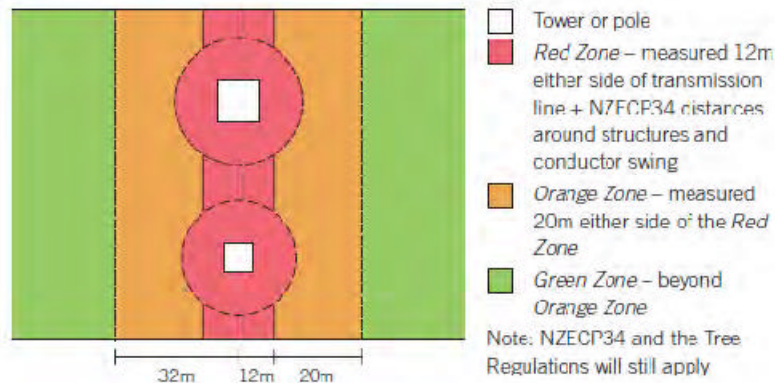 Tower or pole
Red Zone – measured 12m
either side of transmission
line + NZECP34 distances
around structures and
conductor swing
Orange Zone – measured
20m either side of the Red
Zone
Green Zone – beyond
Orange Zone
Note: NZECP34 and the Tree
Regulations will still apply
32m 12m 20m